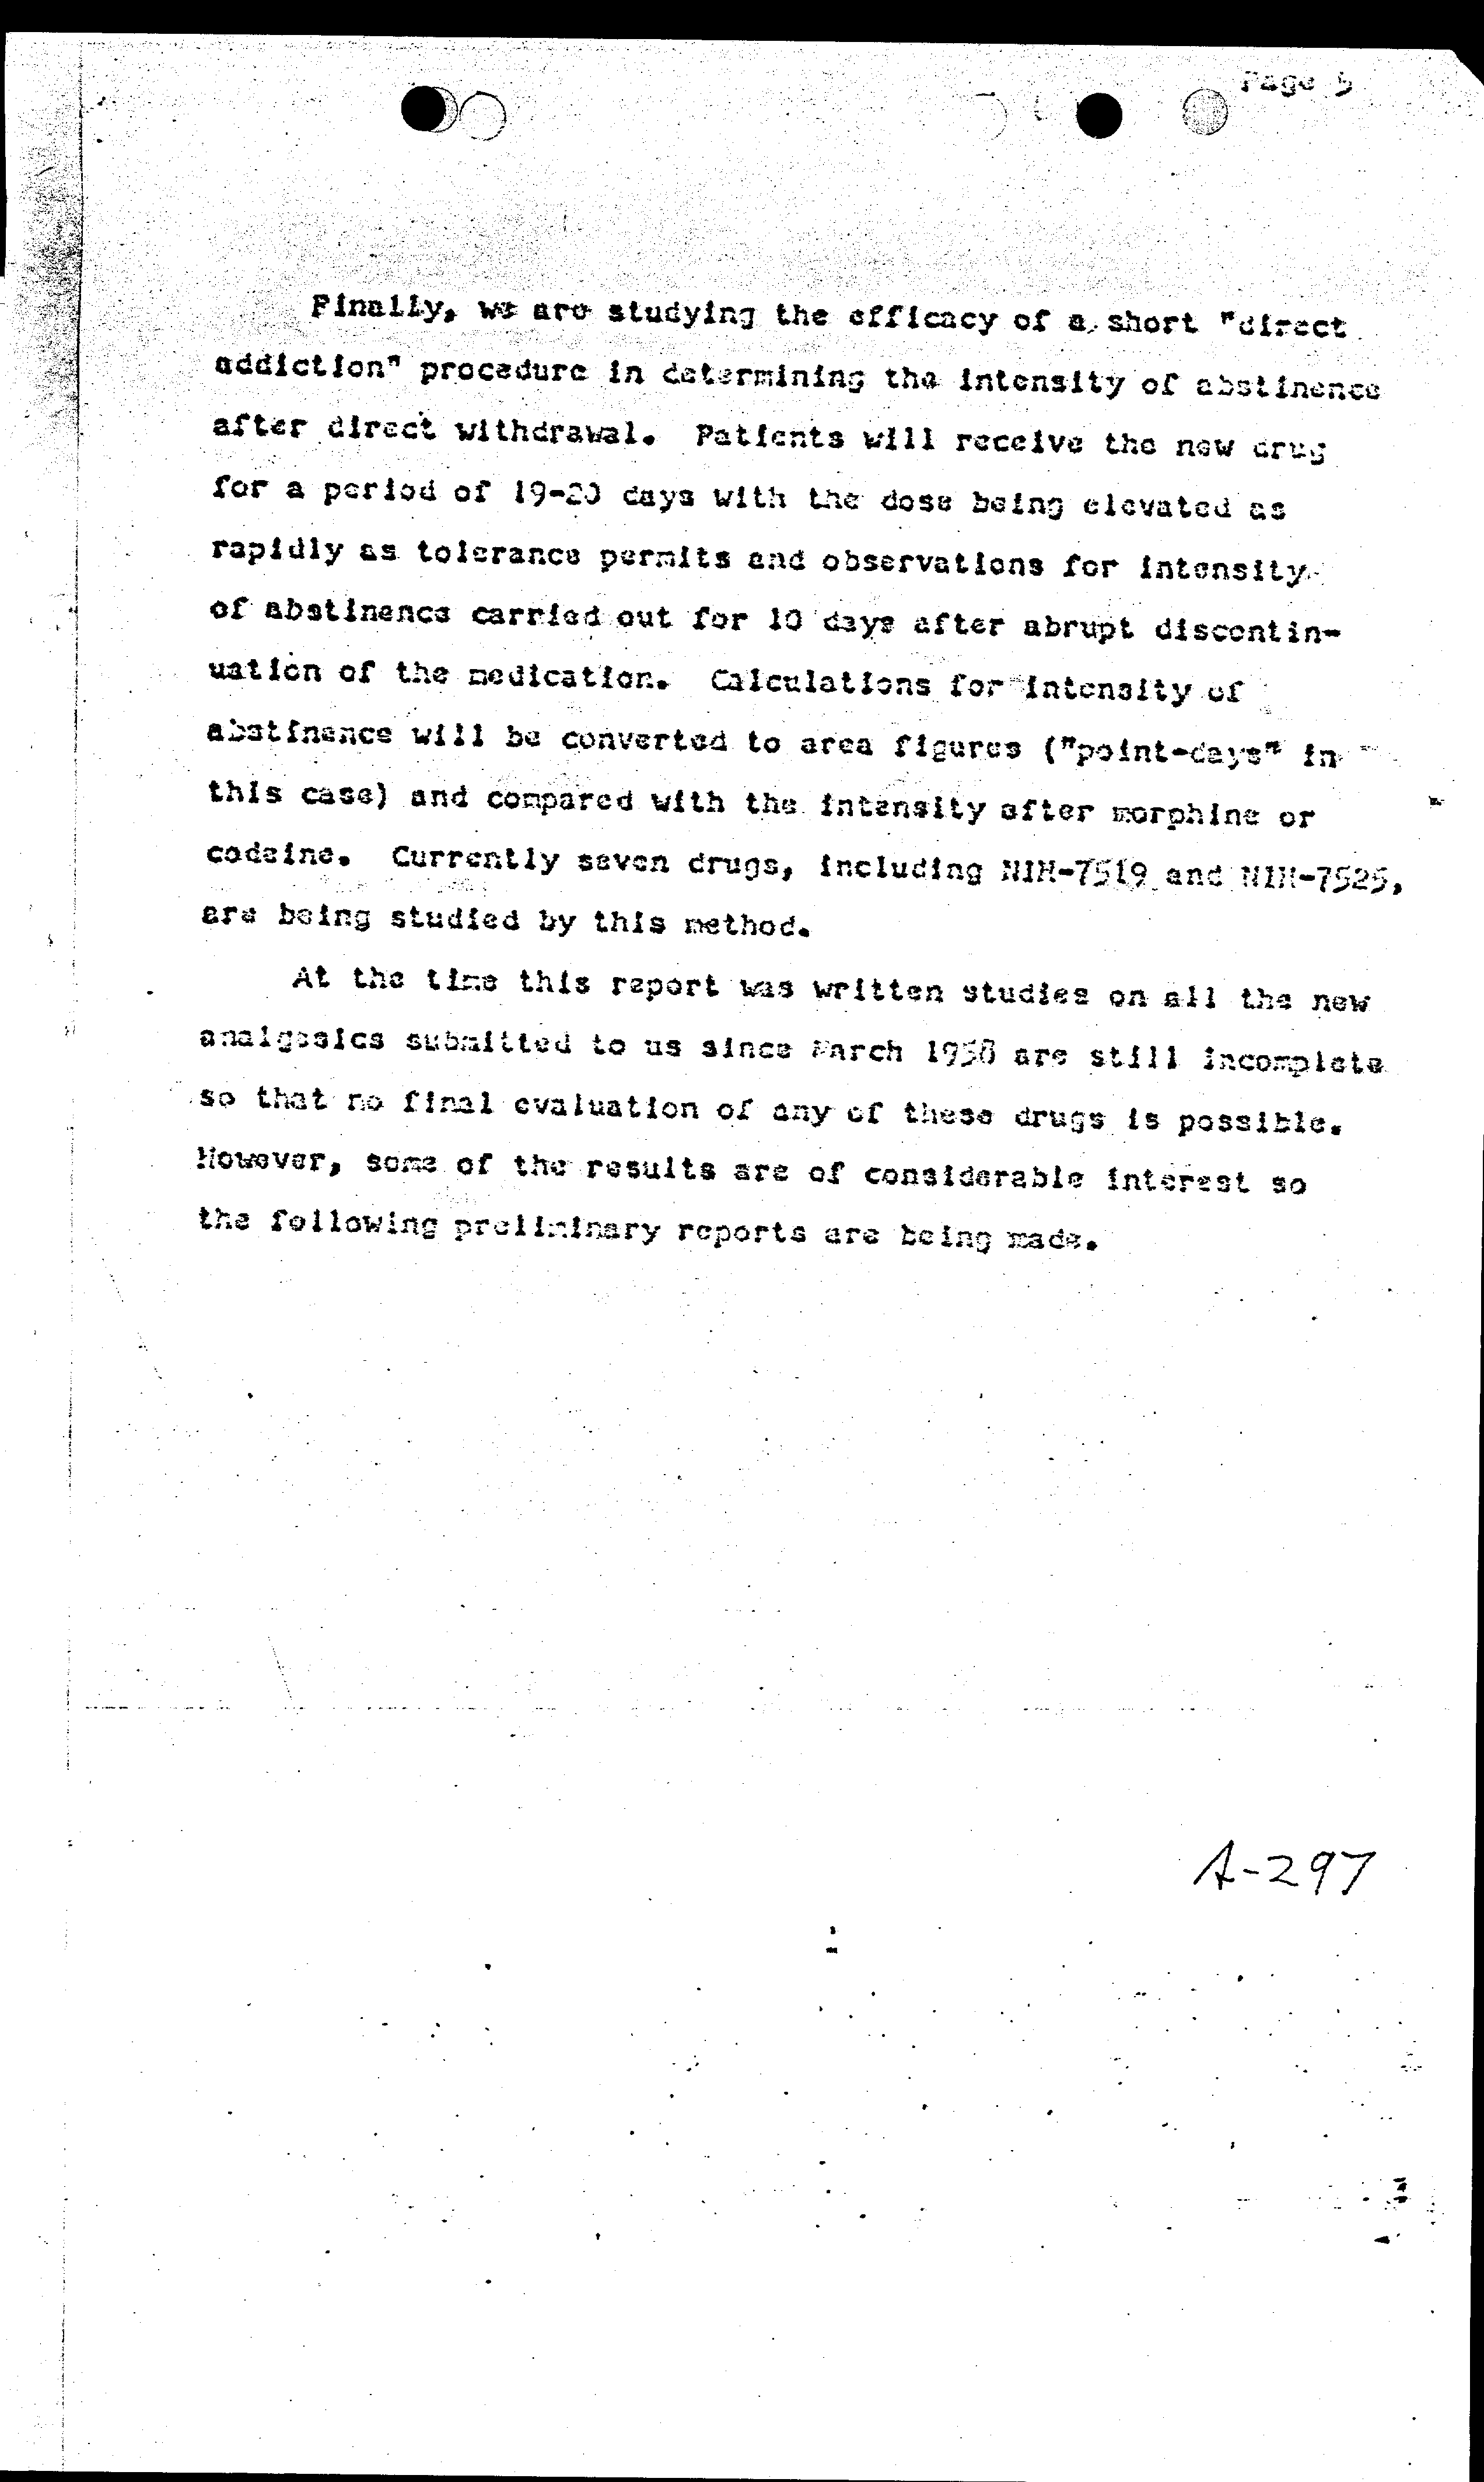 Page 5
Finally, we are studying the efficacy of a short "direct
addiction" procedure in determining the intensity of abstinence
after direct withdrawal. Patients will receive the new drug
for a period of 19-20 days with the dose being elevated as
rapidly as tolerance permits and observations for intensity
of abstinence carried out for 10 days after abrupt discontin-
uation of the medication. Calculations for intensity of
abstinence will be converted to area figures ("point-days" in
this case) and compared with the intensity after morphine or
codeine. Currently seven drugs, including NIH-7519 and NIH-7525,
are being studied by this method.
At the time this report was written studies on all the new
analgesics submitted to us since March 1958 are still incomplete
so that no final evaluation of any of these drugs is possible.
However, some of the results are of considerable interest so
the following preliminary reports are being made.
A-297